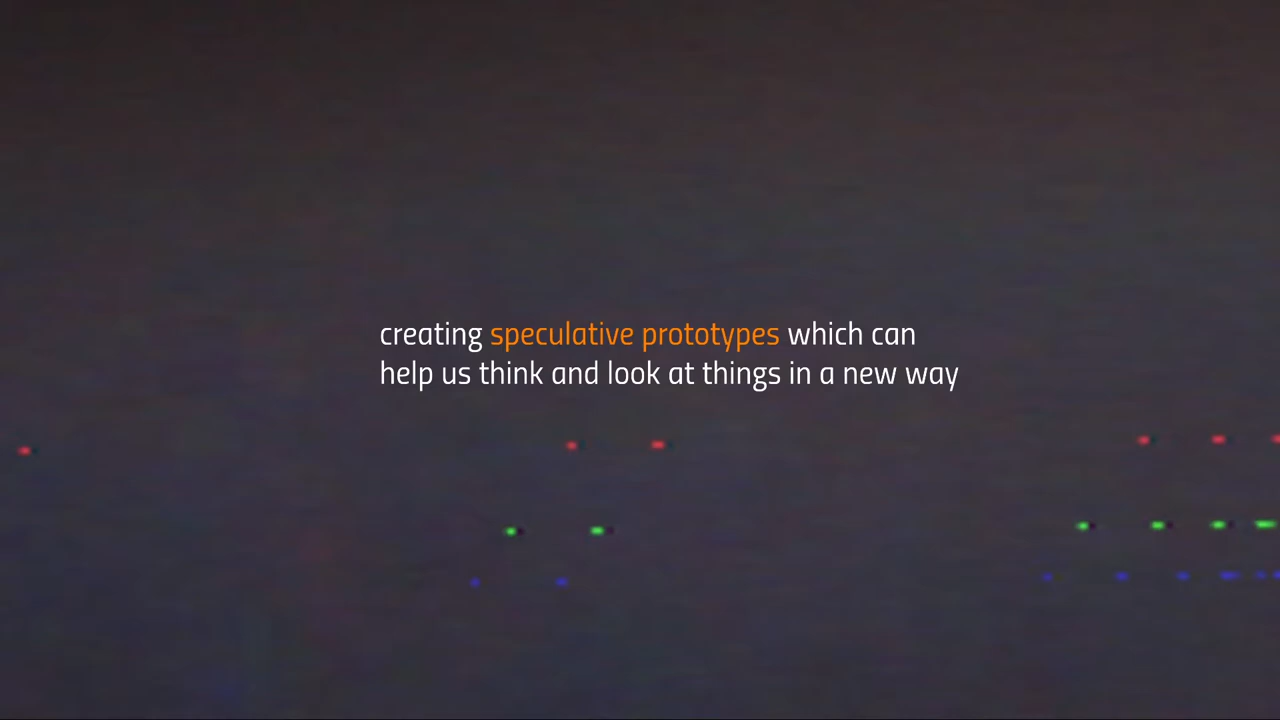 creating speculative prototypes which can
help us think and look at things in a new way